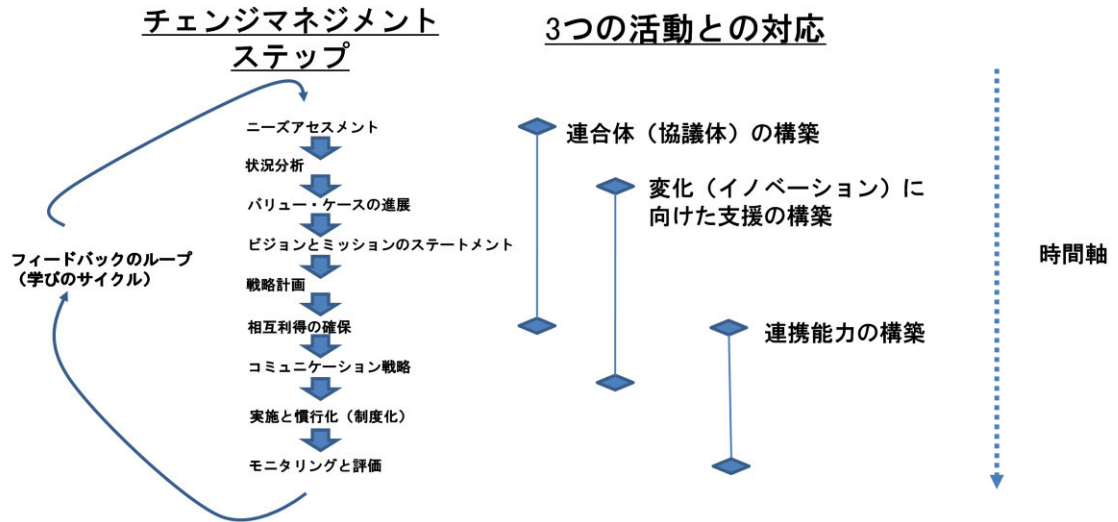 チェンジマネジメント
ステップ
3つの活動との対応
ニーズアセスメント
状況分析
バリュー・ケースの進展
ビジョンとミッションのステートメント
戦略計画
相互利得の確保
コミュニケーション戦略
実施と慣行化（制度化）
モニタリングと評価
フィードバックのループ
（学びのサイクル）
連合体（協議体）の構築
変化（イノベーション）に
向けた支援の構築
連携能力の構築
時間軸